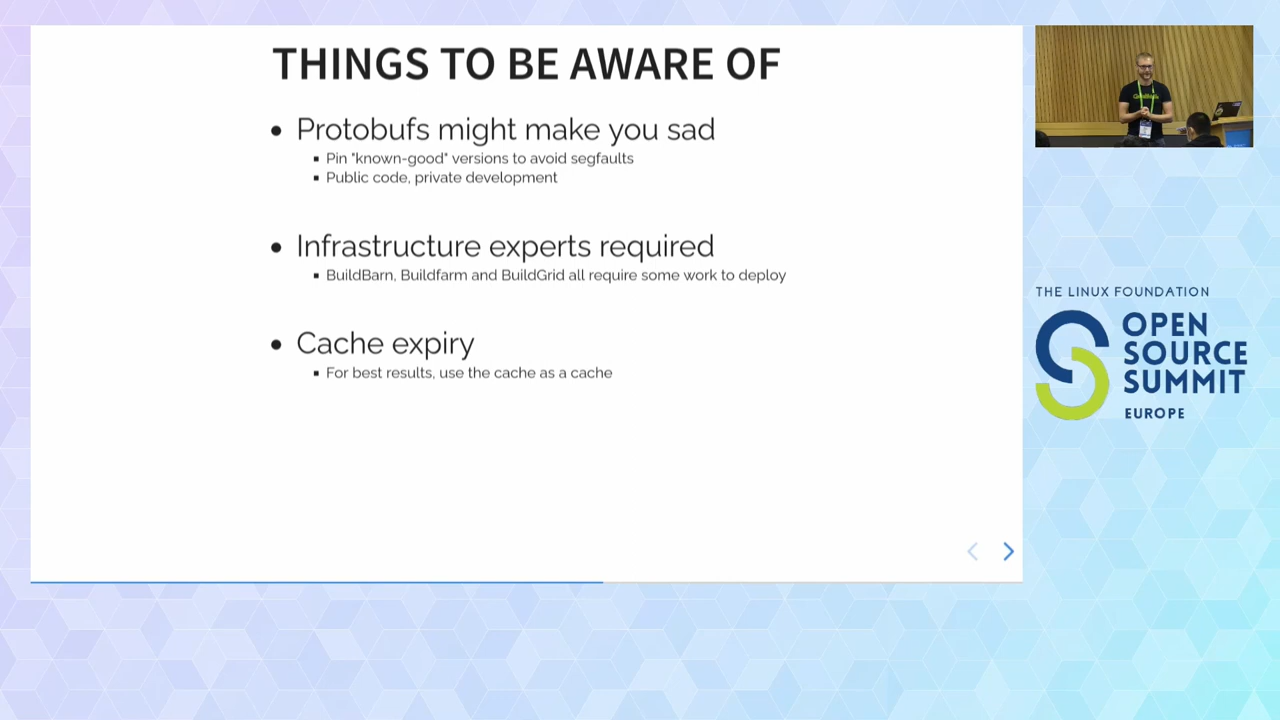 THINGS TO BE AWARE OF
Protobufs might make you sad
Pin "known-good" versions to avoid segfaults
Public code, private development
Infrastructure experts required
BuildBarn, Buildfarm and BuildGrid all require some work to deploy
Cache expiry
For best results, use the cache as a cache
THE LINUX FOUNDATION
OPEN
SOURCE
SUMMIT
EUROPE